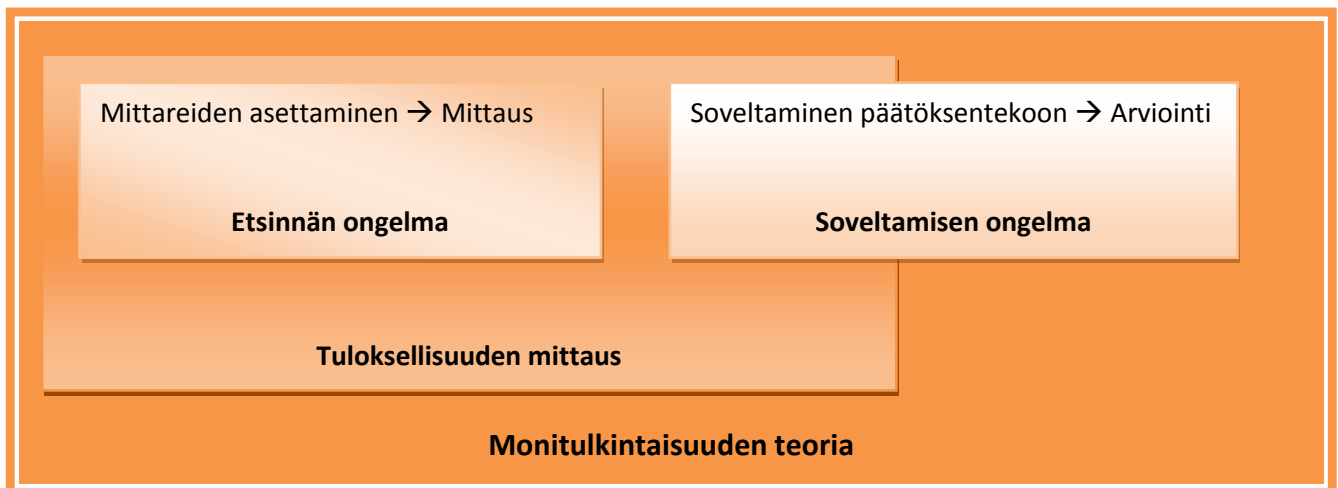 Mittareiden asettaminen → Mittaus
Etsinnän ongelma
Soveltaminen päätöksentekoon → Arviointi
Soveltamisen ongelma
Tuloksellisuuden mittaus
Monitulkintaisuuden teoria